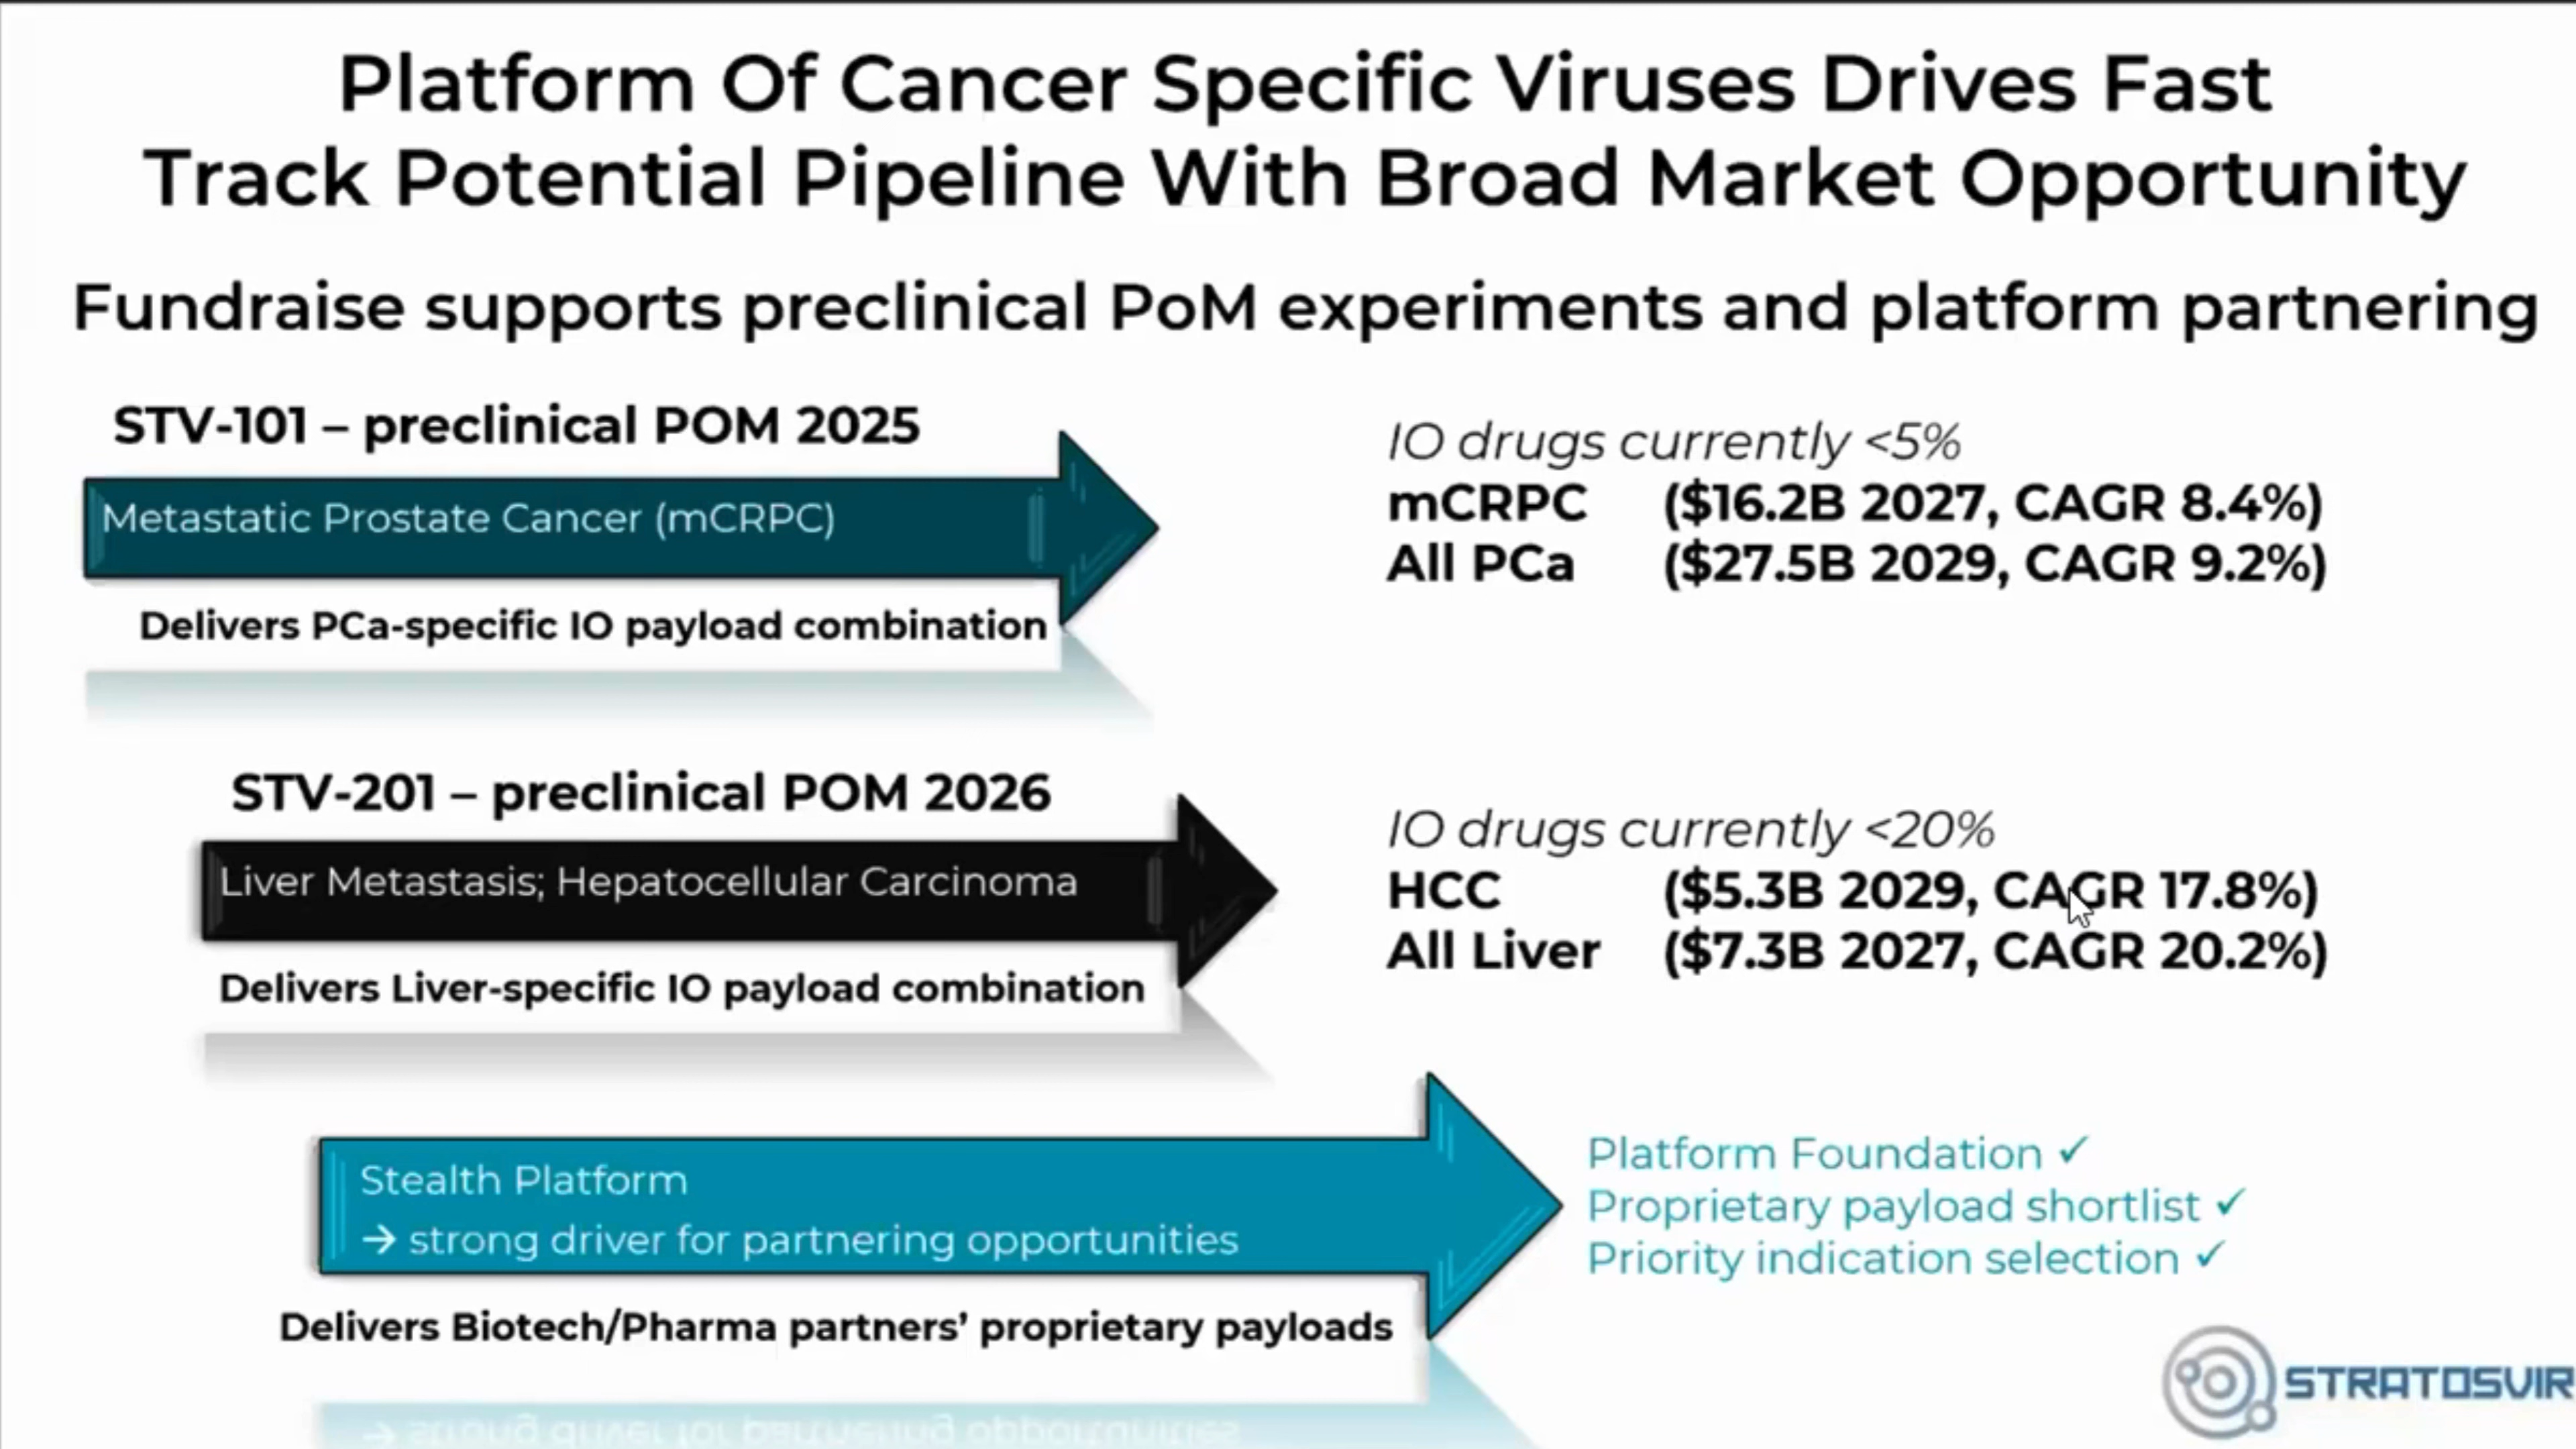 Platform Of Cancer Specific Viruses Drives Fast
Track Potential Pipeline With Broad Market Opportunity
Fundraise supports preclinical PoM experiments and platform partnering
STV-101 – preclinical POM 2025
Metastatic Prostate Cancer (mCRPC)
Delivers PCa-specific IO payload combination
IO drugs currently <5%
mCRPC ($16.2B 2027, CAGR 8.4%)
All PCa ($27.5B 2029, CAGR 9.2%)
STV-201 – preclinical POM 2026
Liver Metastasis; Hepatocellular Carcinoma
Delivers Liver-specific IO payload combination
IO drugs currently <20%
HCC ($5.3B 2029, CAGR 17.8%)
All Liver ($7.3B 2027, CAGR 20.2%)
Stealth Platform
→ strong driver for partnering opportunities
Delivers Biotech/Pharma partners’ proprietary payloads
Platform Foundation ✓
Proprietary payload shortlist ✓
Priority indication selection ✓
STRATOSVIR